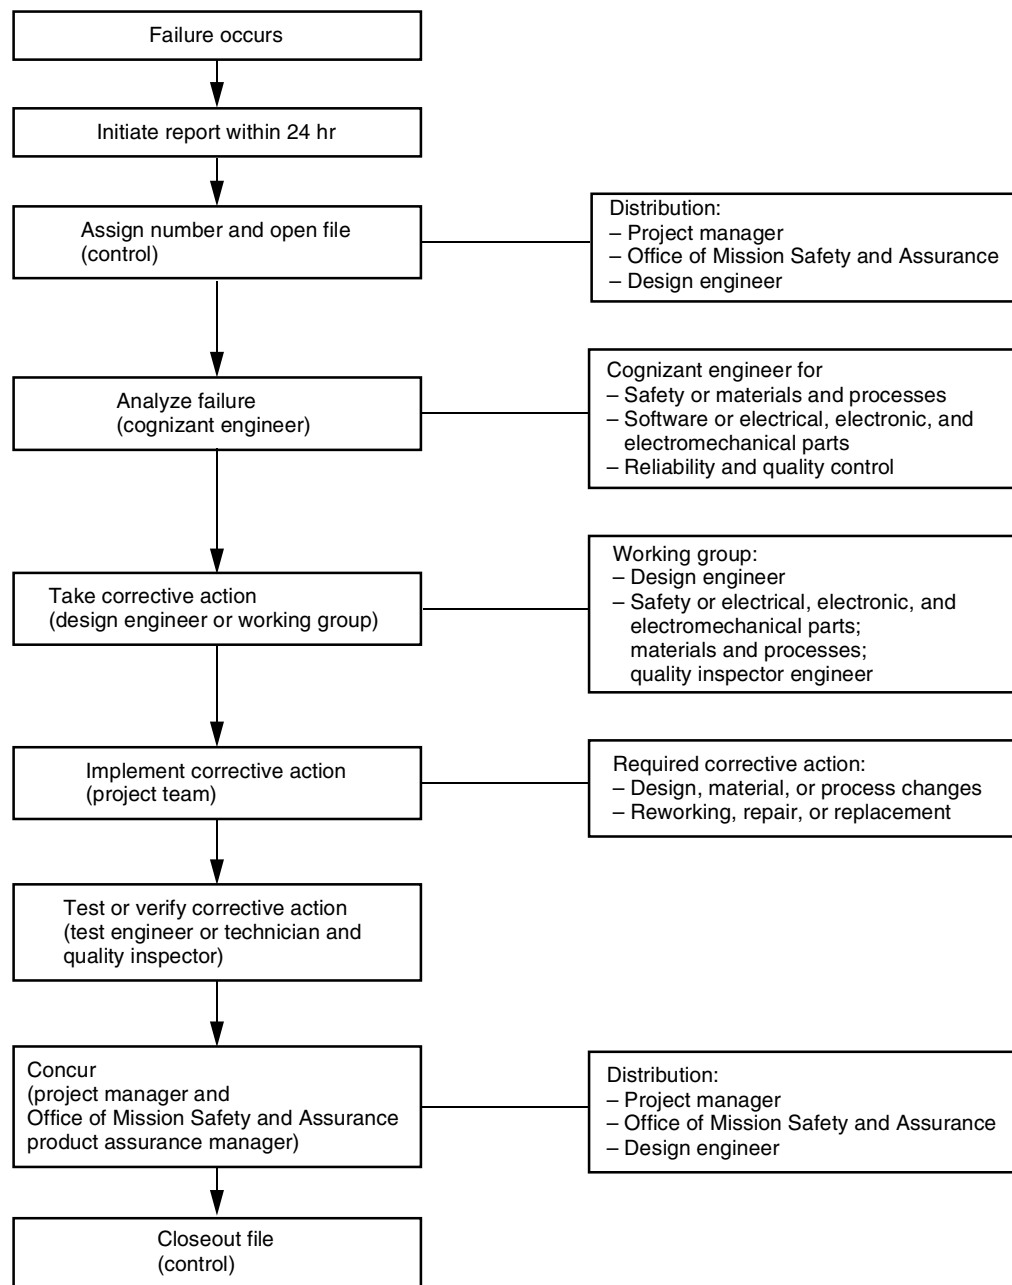 Failure occurs
Initiate report within 24 hr
Assign number and open file
(control)
Distribution:
– Project manager
– Office of Mission Safety and Assurance
– Design engineer
Analyze failure
(cognizant engineer)
Cognizant engineer for
– Safety or materials and processes
– Software or electrical, electronic, and
electromechanical parts
– Reliability and quality control
Take corrective action
(design engineer or working group)
Working group:
– Design engineer
– Safety or electrical, electronic, and
electromechanical parts;
materials and processes;
quality inspector engineer
Implement corrective action
(project team)
Required corrective action:
– Design, material, or process changes
– Reworking, repair, or replacement
Test or verify corrective action
(test engineer or technician and
quality inspector)
Concur
(project manager and
Office of Mission Safety and Assurance
product assurance manager)
Distribution:
– Project manager
– Office of Mission Safety and Assurance
– Design engineer
Closeout file
(control)